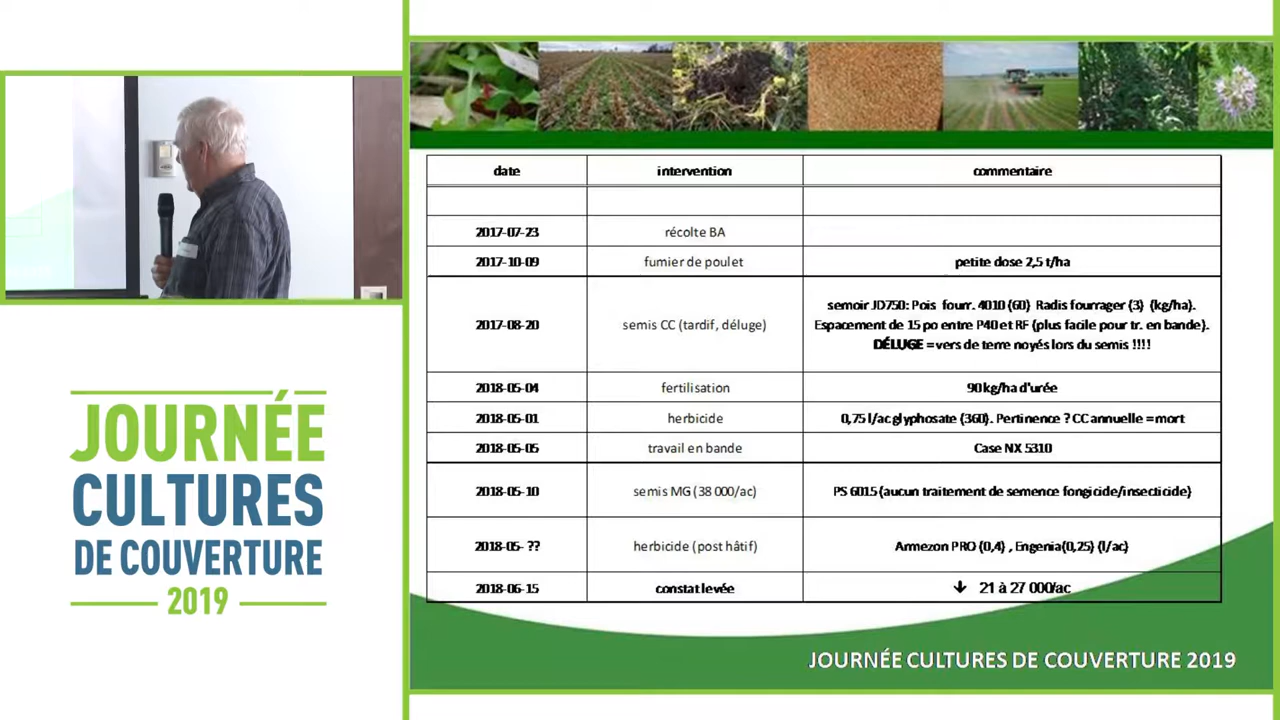 JOURNÉE
CULTURES
DE COUVERTURE
2019
date intervention commentaire
2017-07-23 récolte BA
2017-10-09 fumier de poulet petite dose 2,5 t/ha
2017-08-20 semis CC (tardif, déluge) semoir JD750: Pois fourr. 4010 (60) Radis fourrager (3) (kg/ha).
Espacement de 15 po entre P40 et RF (plus facile pour tr. en bande).
DÉLUGE = vers de terre noyés lors du semis !!!!
2018-05-04 fertilisation 90 kg/ha d'urée
2018-05-01 herbicide 0,75 l/ac glyphosate (360). Pertinence ? CC annuelle = mort
2018-05-05 travail en bande Case NX 5310
2018-05-10 semis MG (38 000/ac) PS 6015 (aucun traitement de semence fongicide/insecticide)
2018-05- ?? herbicide (post hâtif) Armezon PRO (0,4) , Engenia(0,25) (l/ac)
2018-06-15 constat levée ↓ 21 à 27 000/ac
JOURNÉE CULTURES DE COUVERTURE 2019